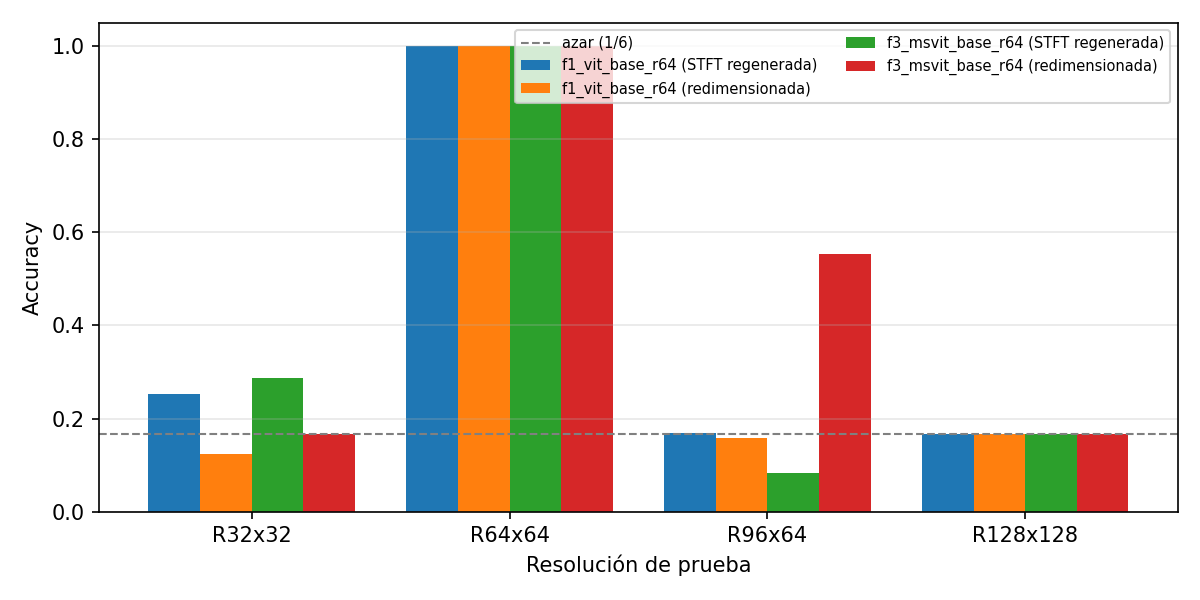 azar (1/6)
f1_vit_base_r64 (STFT regenerada)
f1_vit_base_r64 (redimensionada)
f3_msvit_base_r64 (STFT regenerada)
f3_msvit_base_r64 (redimensionada)
Accuracy
1.0
0.8
0.6
0.4
0.2
0.0
R32x32
R64x64
R96x64
R128x128
Resolución de prueba